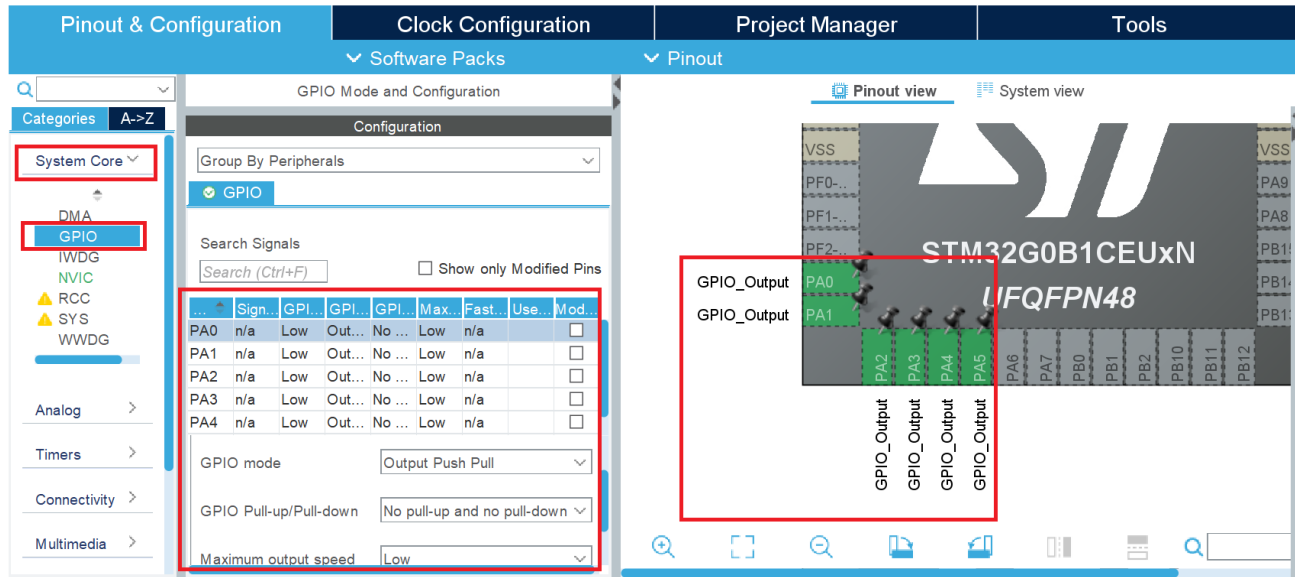 Pinout & Configuration
Clock Configuration
Project Manager
Tools
Software Packs
Pinout
GPIO Mode and Configuration
Pinout view
System view
Categories
A->Z
Configuration
System Core
Group By Peripherals
GPIO
DMA
GPIO
IWDG
NVIC
RCC
SYS
WWDG
Search Signals
Search (Ctrl+F)
Show only Modified Pins
... Sign... GPI... GPI... GPI... Max... Fast... Use... Mod...
PA0 n/a Low Out... No ... Low n/a
PA1 n/a Low Out... No ... Low n/a
PA2 n/a Low Out... No ... Low n/a
PA3 n/a Low Out... No ... Low n/a
PA4 n/a Low Out... No ... Low n/a
Analog
Timers
Connectivity
Multimedia
GPIO mode
Output Push Pull
GPIO Pull-up/Pull-down
No pull-up and no pull-down
Maximum output speed
Low
VSS
PF0-..
PF1-..
PF2-..
GPIO_Output
PA0
GPIO_Output
PA1
STM32G0B1CEUxN
UFQFPN48
VSS
PA9
PA8
PA2
PA3
PA4
PA5
PA6
PA7
PB0
PB1
PB2
PB10
PB11
PB12
GPIO_Output
GPIO_Output
GPIO_Output
GPIO_Output